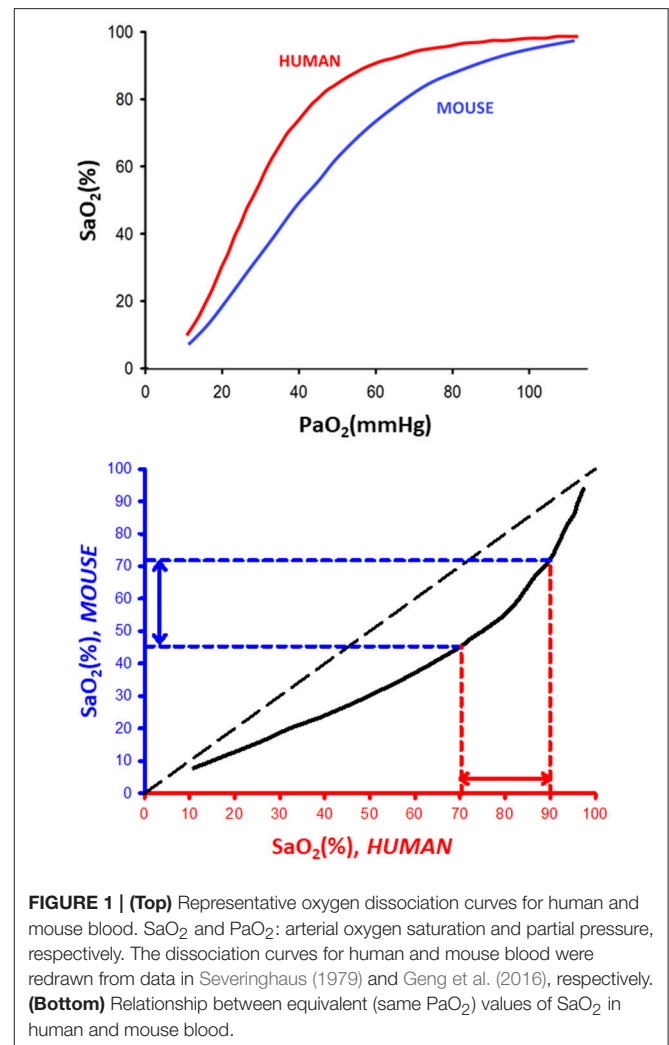 100
80
60
40
20
0
SaO₂(%)
HUMAN
MOUSE
0 20 40 60 80 100
PaO₂(mmHg)
100
90
80
70
60
50
40
30
20
10
0
SaO₂(%), MOUSE
0 10 20 30 40 50 60 70 80 90 100
SaO₂(%), HUMAN
FIGURE 1 | (Top) Representative oxygen dissociation curves for human and
mouse blood. SaO₂ and PaO₂: arterial oxygen saturation and partial pressure,
respectively. The dissociation curves for human and mouse blood were
redrawn from data in Severinghaus (1979) and Geng et al. (2016), respectively.
(Bottom) Relationship between equivalent (same PaO₂) values of SaO₂ in
human and mouse blood.